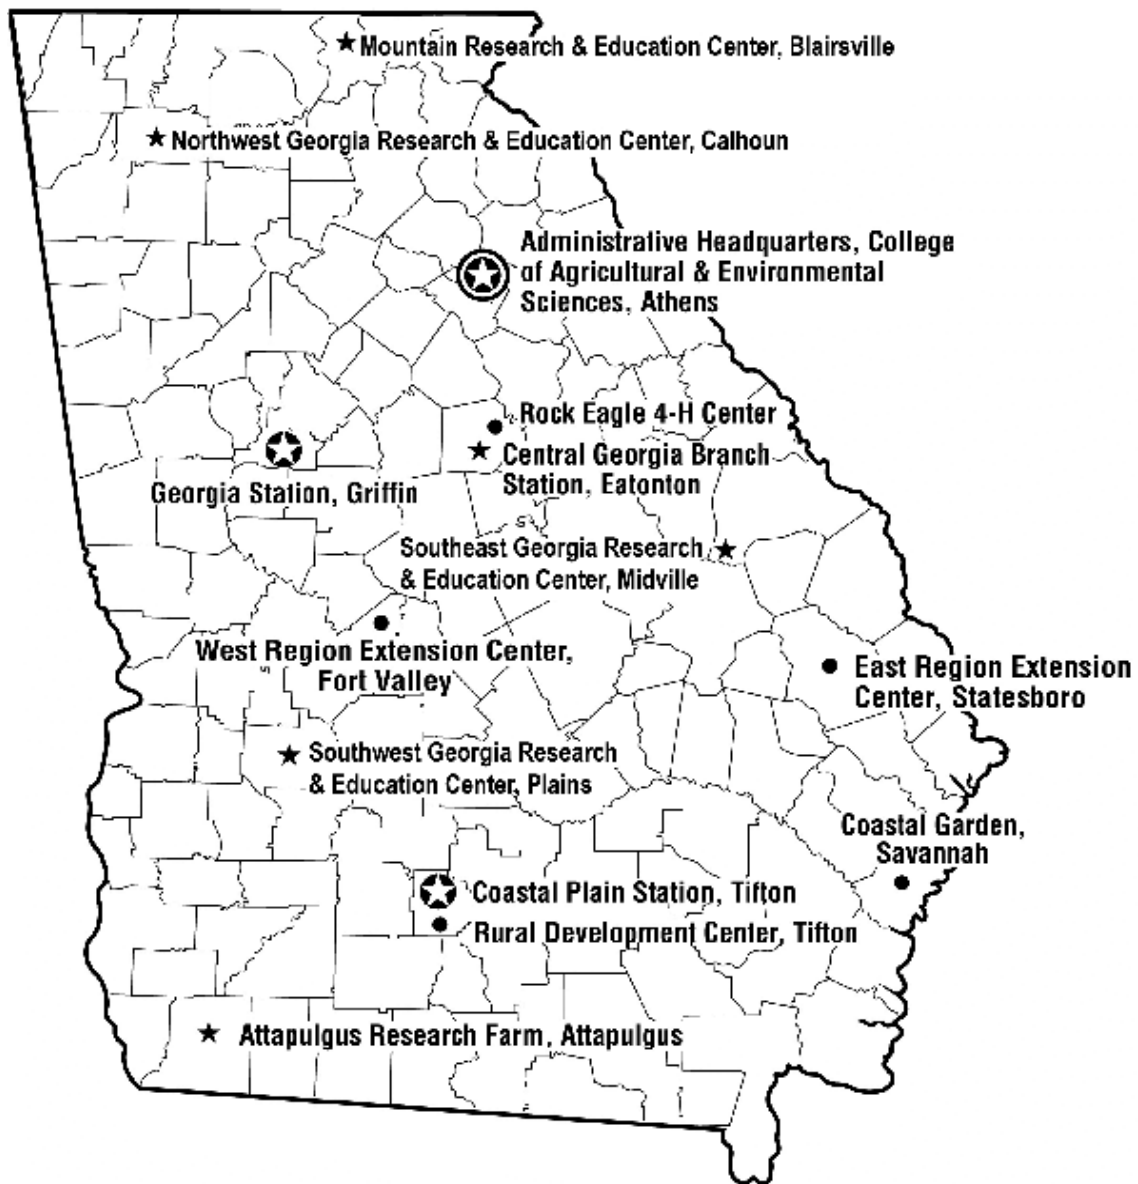 Mountain Research & Education Center, Blairsville
Northwest Georgia Research & Education Center, Calhoun
Administrative Headquarters, College
of Agricultural & Environmental
Sciences, Athens
Rock Eagle 4-H Center
Central Georgia Branch
Station, Eatonton
Georgia Station, Griffin
Southeast Georgia Research
& Education Center, Midville
West Region Extension Center,
Fort Valley
East Region Extension
Center, Statesboro
Southwest Georgia Research
& Education Center, Plains
Coastal Garden,
Savannah
Coastal Plain Station, Tifton
Rural Development Center, Tifton
Attapulgus Research Farm, Attapulgus